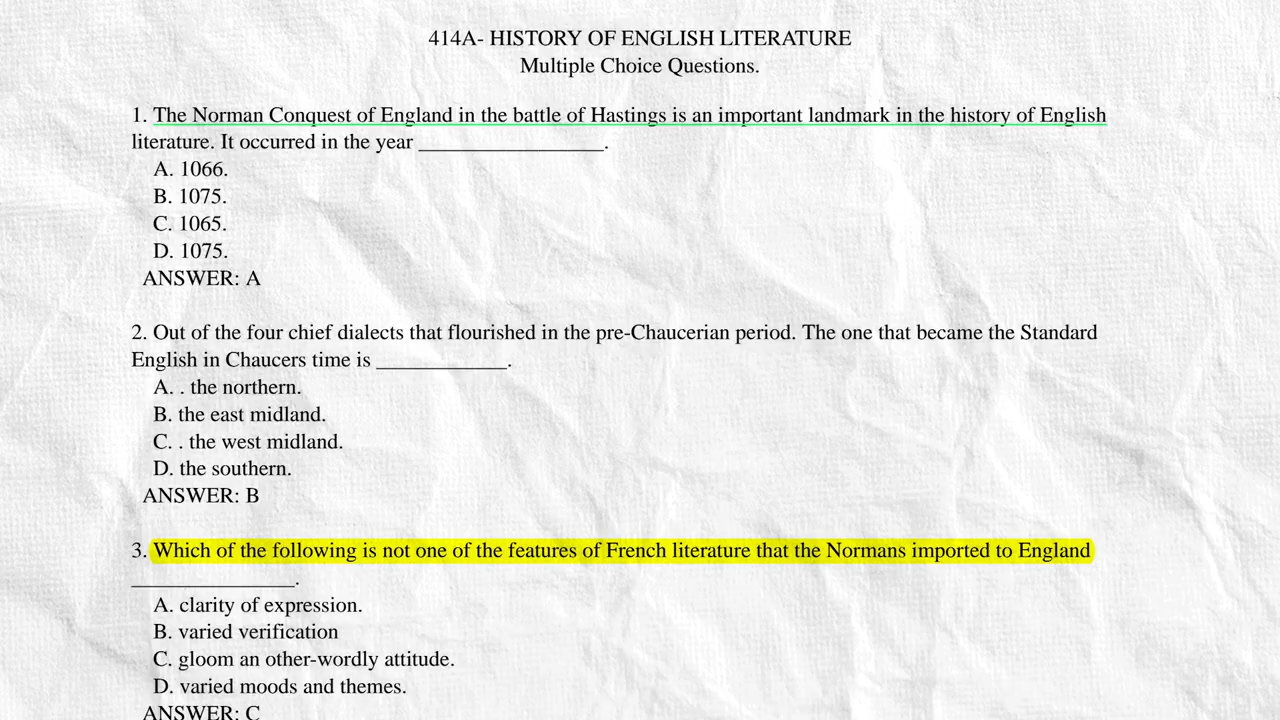 414A- HISTORY OF ENGLISH LITERATURE
Multiple Choice Questions.
1. The Norman Conquest of England in the battle of Hastings is an important landmark in the history of English
literature. It occurred in the year _________________.
A. 1066.
B. 1075.
C. 1065.
D. 1075.
ANSWER: A
2. Out of the four chief dialects that flourished in the pre-Chaucerian period. The one that became the Standard
English in Chaucers time is ____________.
A. . the northern.
B. the east midland.
C. . the west midland.
D. the southern.
ANSWER: B
3. Which of the following is not one of the features of French literature that the Normans imported to England
_______________.
A. clarity of expression.
B. varied verification
C. gloom an other-wordly attitude.
D. varied moods and themes.
ANSWER: C